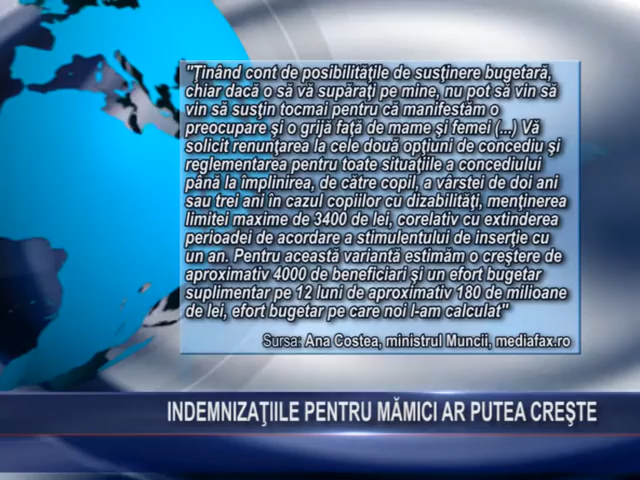 "Ţinând cont de posibilităţile de susţinere bugetară,
chiar dacă o să vă supăraţi pe mine, nu pot să vin să
vin să susţin tocmai pentru că manifestăm o
preocupare şi o grijă faţă de mame şi femei (...) Vă
solicit renunţarea la cele două opţiuni de concediu şi
reglementarea pentru toate situaţiile a concediului
până la împlinirea, de către copil, a vârstei de doi ani
sau trei ani în cazul copiilor cu dizabilităţi, menţinerea
limitei maxime de 3400 de lei, corelativ cu extinderea
perioadei de acordare a stimulentului de inserţie cu
un an. Pentru această variantă estimăm o creştere de
aproximativ 4000 de beneficiari şi un efort bugetar
suplimentar pe 12 luni de aproximativ 180 de milioane
de lei, efort bugetar pe care noi l-am calculat"
Sursa: Ana Costea, ministrul Muncii, mediafax.ro
INDEMNIZAŢIILE PENTRU MĂMICI AR PUTEA CREŞTE